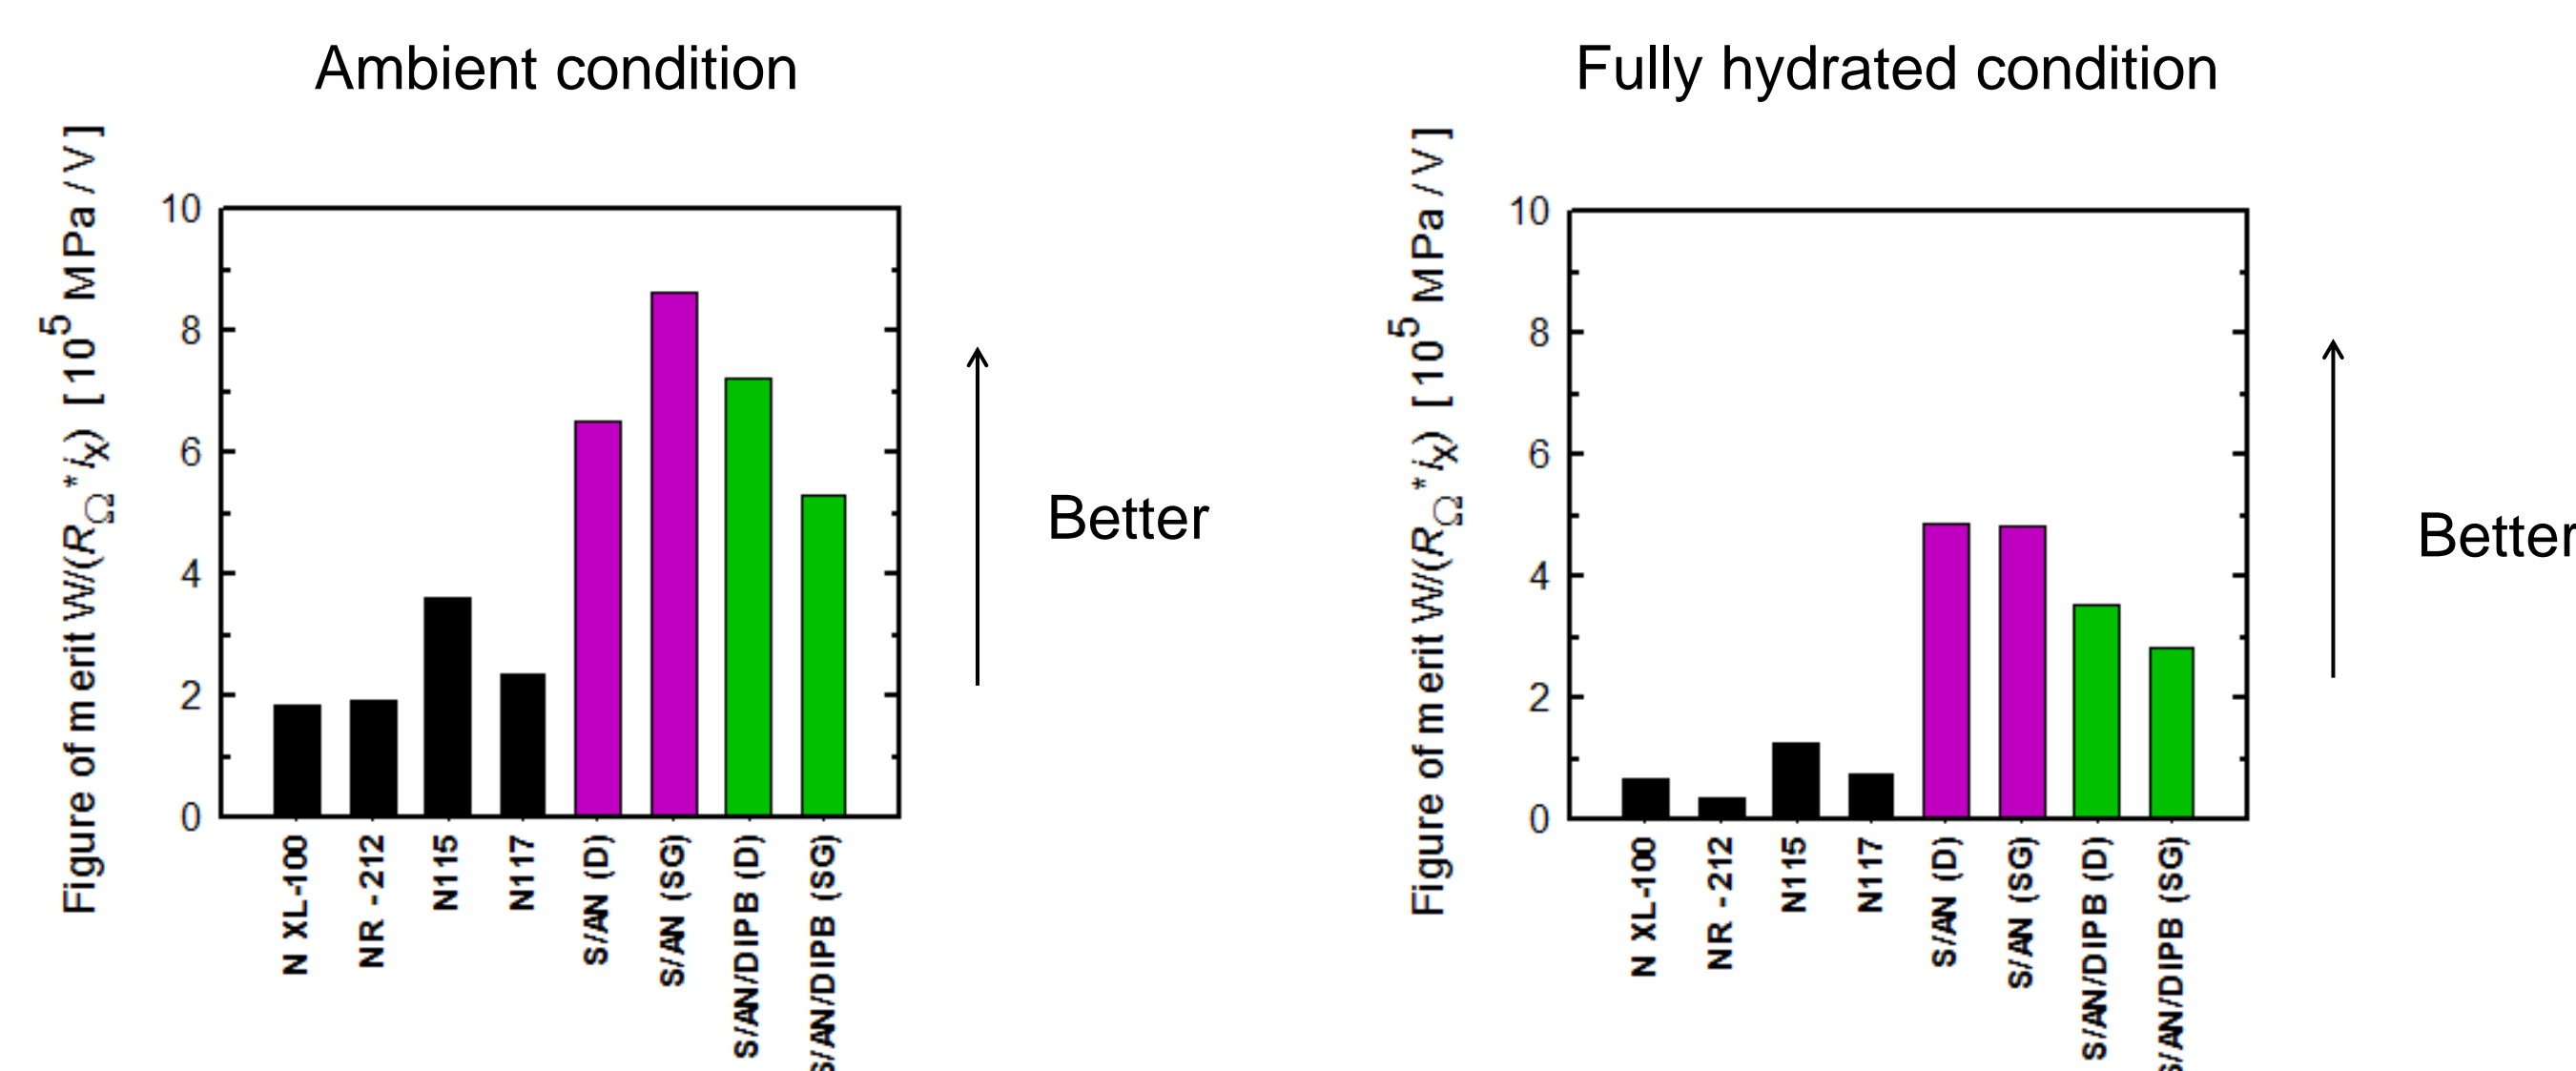 Ambient condition
Figure of merit W/(RΩ*iX) [10^5 MPa/V]
10
8
6
4
2
0
N XL-100
NR-212
N115
N117
S/AN (D)
S/AN (SG)
S/AN/DIPB (D)
S/AN/DIPB (SG)
Better
Fully hydrated condition
Figure of merit W/(RΩ*iX) [10^5 MPa/V]
10
8
6
4
2
0
N XL-100
NR-212
N115
N117
S/AN (D)
S/AN (SG)
S/AN/DIPB (D)
S/AN/DIPB (SG)
Better